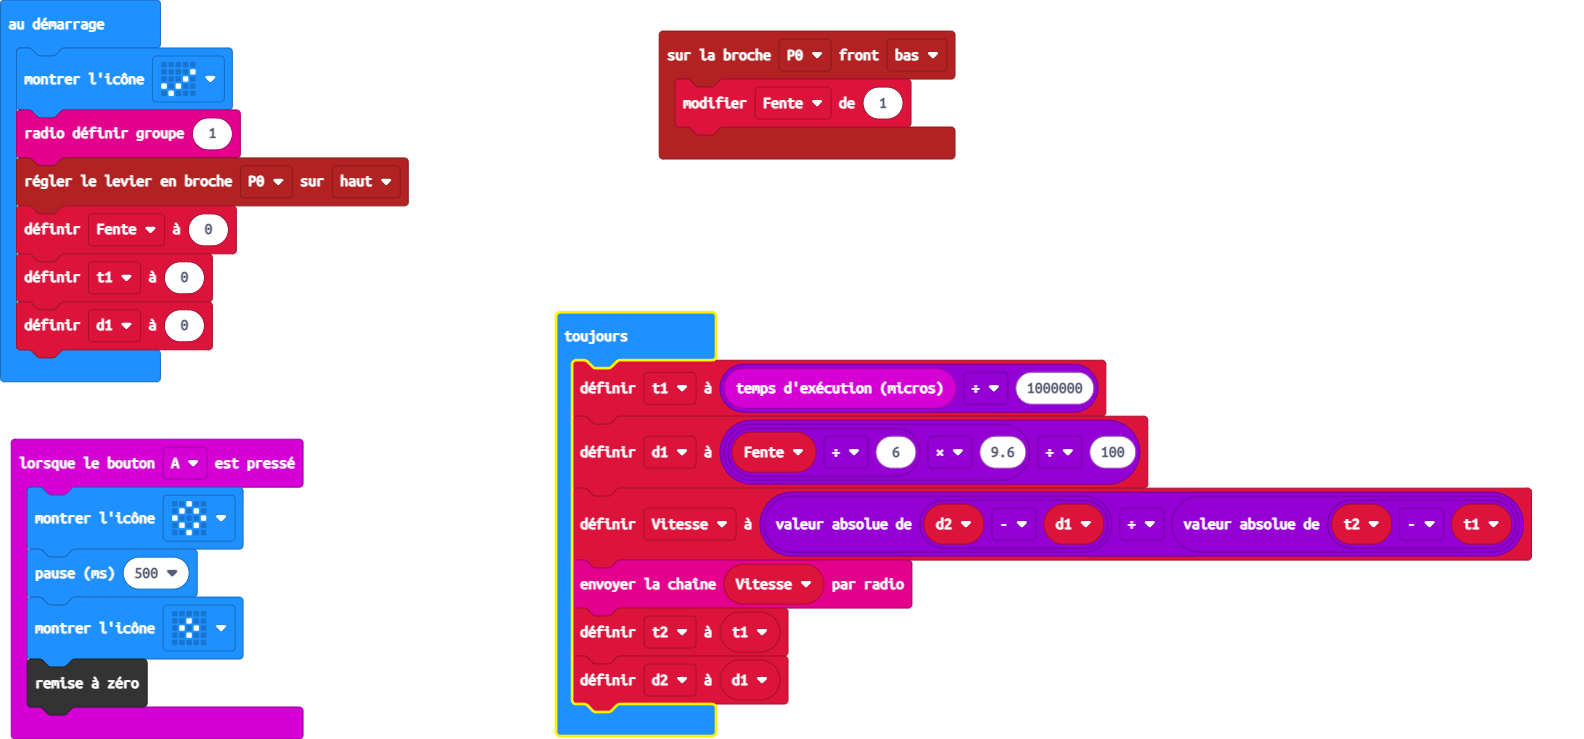 au démarrage
montrer l'icône
radio définir groupe 1
régler le levier en broche P0 sur haut
définir Fente à 0
définir t1 à 0
définir d1 à 0
sur la broche P0 front bas
modifier Fente de 1
lorsque le bouton A est pressé
montrer l'icône
pause (ms) 500
montrer l'icône
remise à zéro
toujours
définir t1 à temps d'exécution (micros) ÷ 1000000
définir d1 à Fente ÷ 6 × 9.6 ÷ 100
définir Vitesse à valeur absolue de d2 - d1 ÷ valeur absolue de t2 - t1
envoyer la chaîne Vitesse par radio
définir t2 à t1
définir d2 à d1